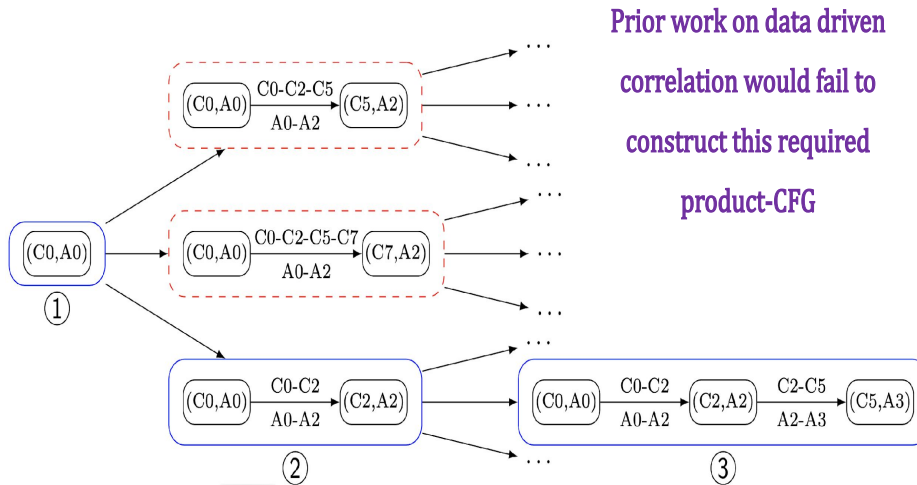 Prior work on data driven
correlation would fail to
construct this required
product-CFG
...
C0-C2-C5
(C0,A0) (C5,A2)
A0-A2
...
...
...
C0-C2-C5-C7
(C0,A0) (C0,A0) (C7,A2)
A0-A2
...
①
...
...
C0-C2
(C0,A0) (C2,A2)
A0-A2
...
②
C0-C2 C2-C5
(C0,A0) (C2,A2) (C5,A3)
A0-A2 A2-A3
③